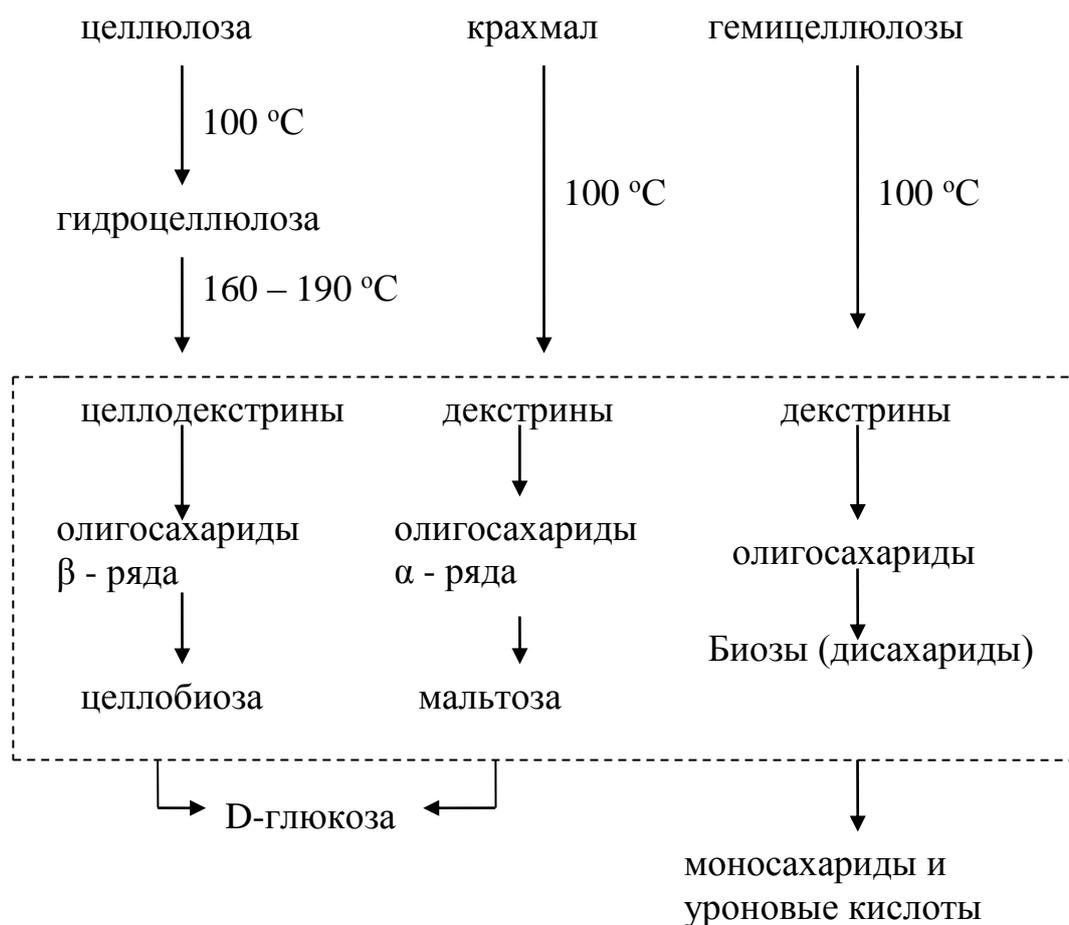 целлюлоза крахмал гемицеллюлозы
100 °C
100 °C 100 °C
гидроцеллюлоза
160 – 190 °C
целлодекстрины декстрины декстрины
олигосахариды олигосахариды
β - ряда α - ряда
олигосахариды
Биозы (дисахариды)
целлобиоза мальтоза
D-глюкоза
моносахариды и
уроновые кислоты